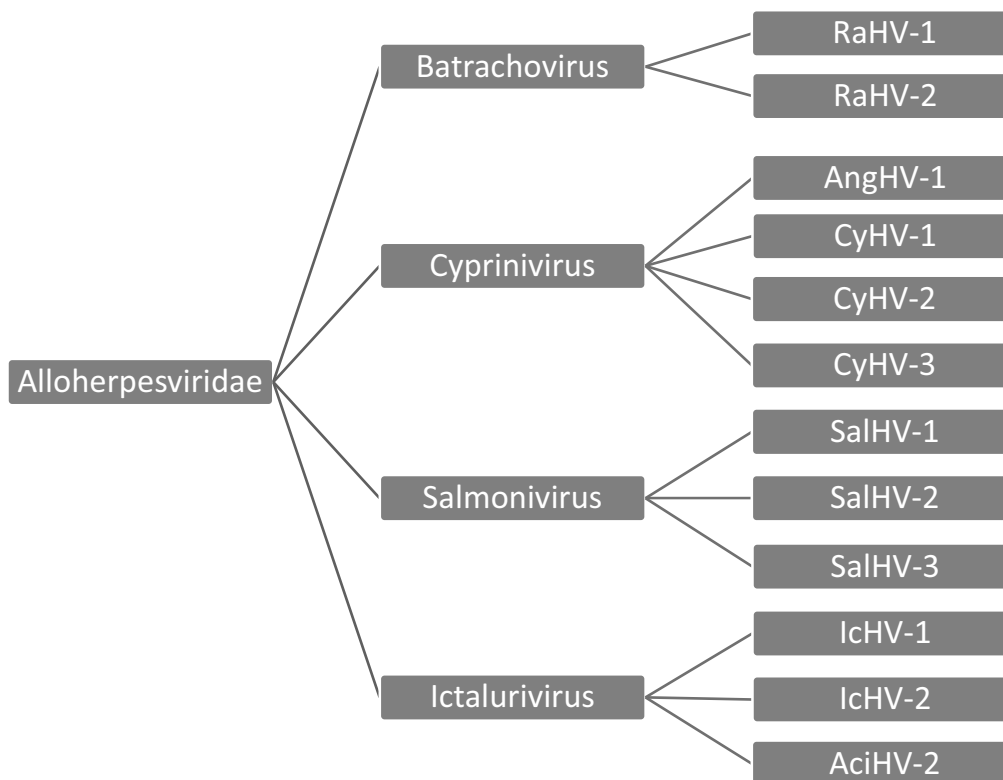 Alloherpesviridae
Batrachovirus
RaHV-1
RaHV-2
Cyprinivirus
AngHV-1
CyHV-1
CyHV-2
CyHV-3
Salmonivirus
SalHV-1
SalHV-2
SalHV-3
Ictalurivirus
IcHV-1
IcHV-2
AciHV-2